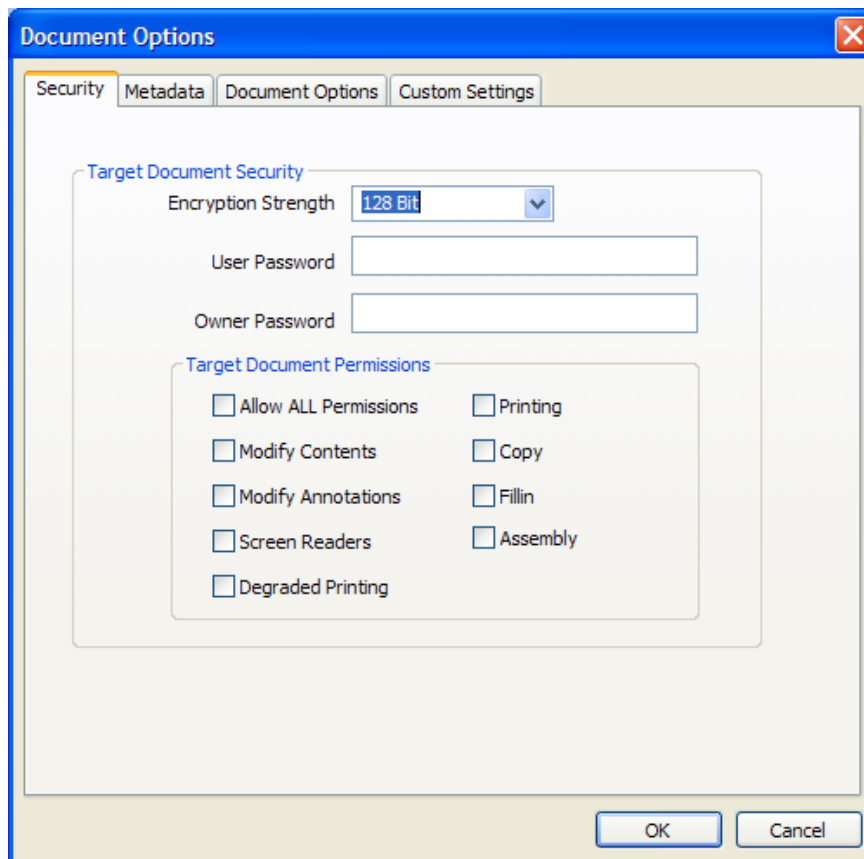 Document Options
Security Metadata Document Options Custom Settings
Target Document Security
Encryption Strength 128 Bit
User Password
Owner Password
Target Document Permissions
Allow ALL Permissions Printing
Modify Contents Copy
Modify Annotations Fillin
Screen Readers Assembly
Degraded Printing
OK Cancel